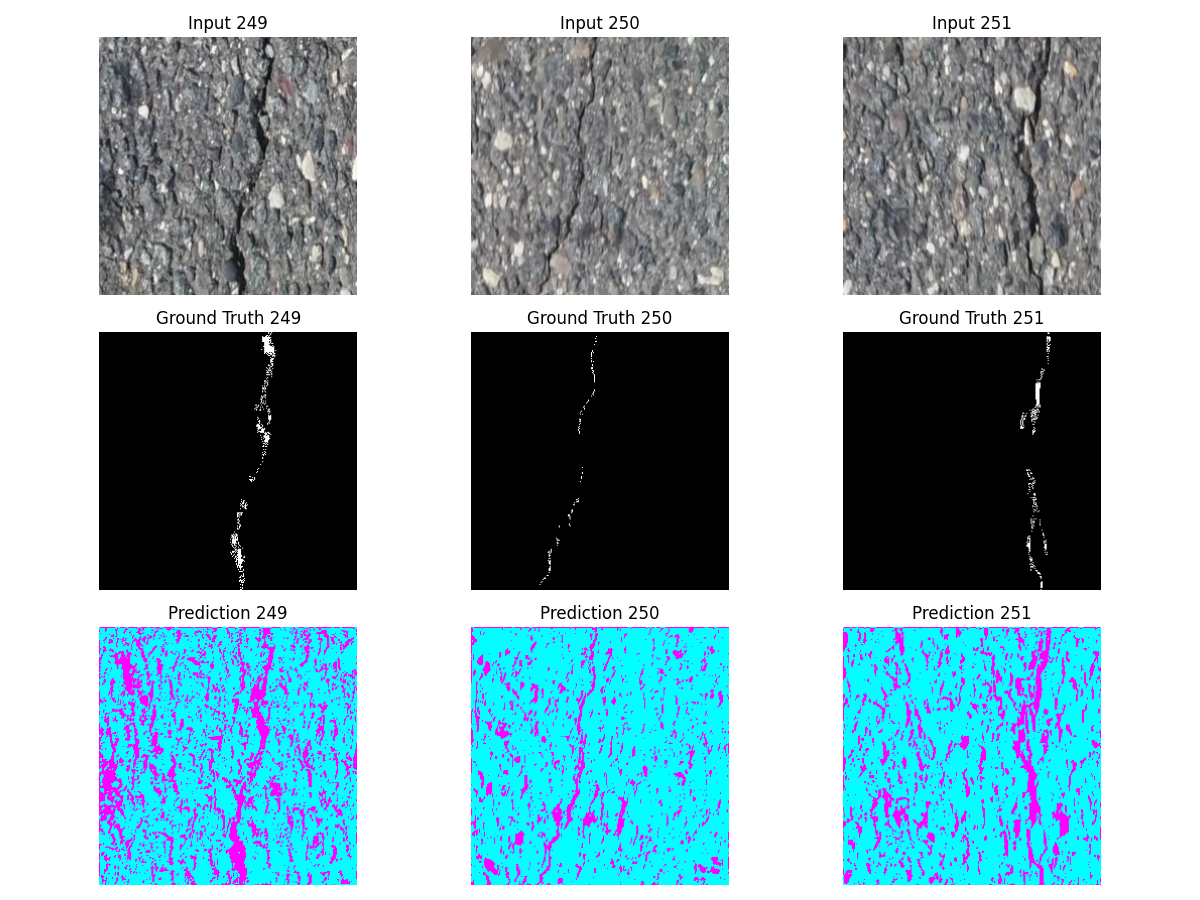 Input 249
Input 250
Input 251
Ground Truth 249
Ground Truth 250
Ground Truth 251
Prediction 249
Prediction 250
Prediction 251